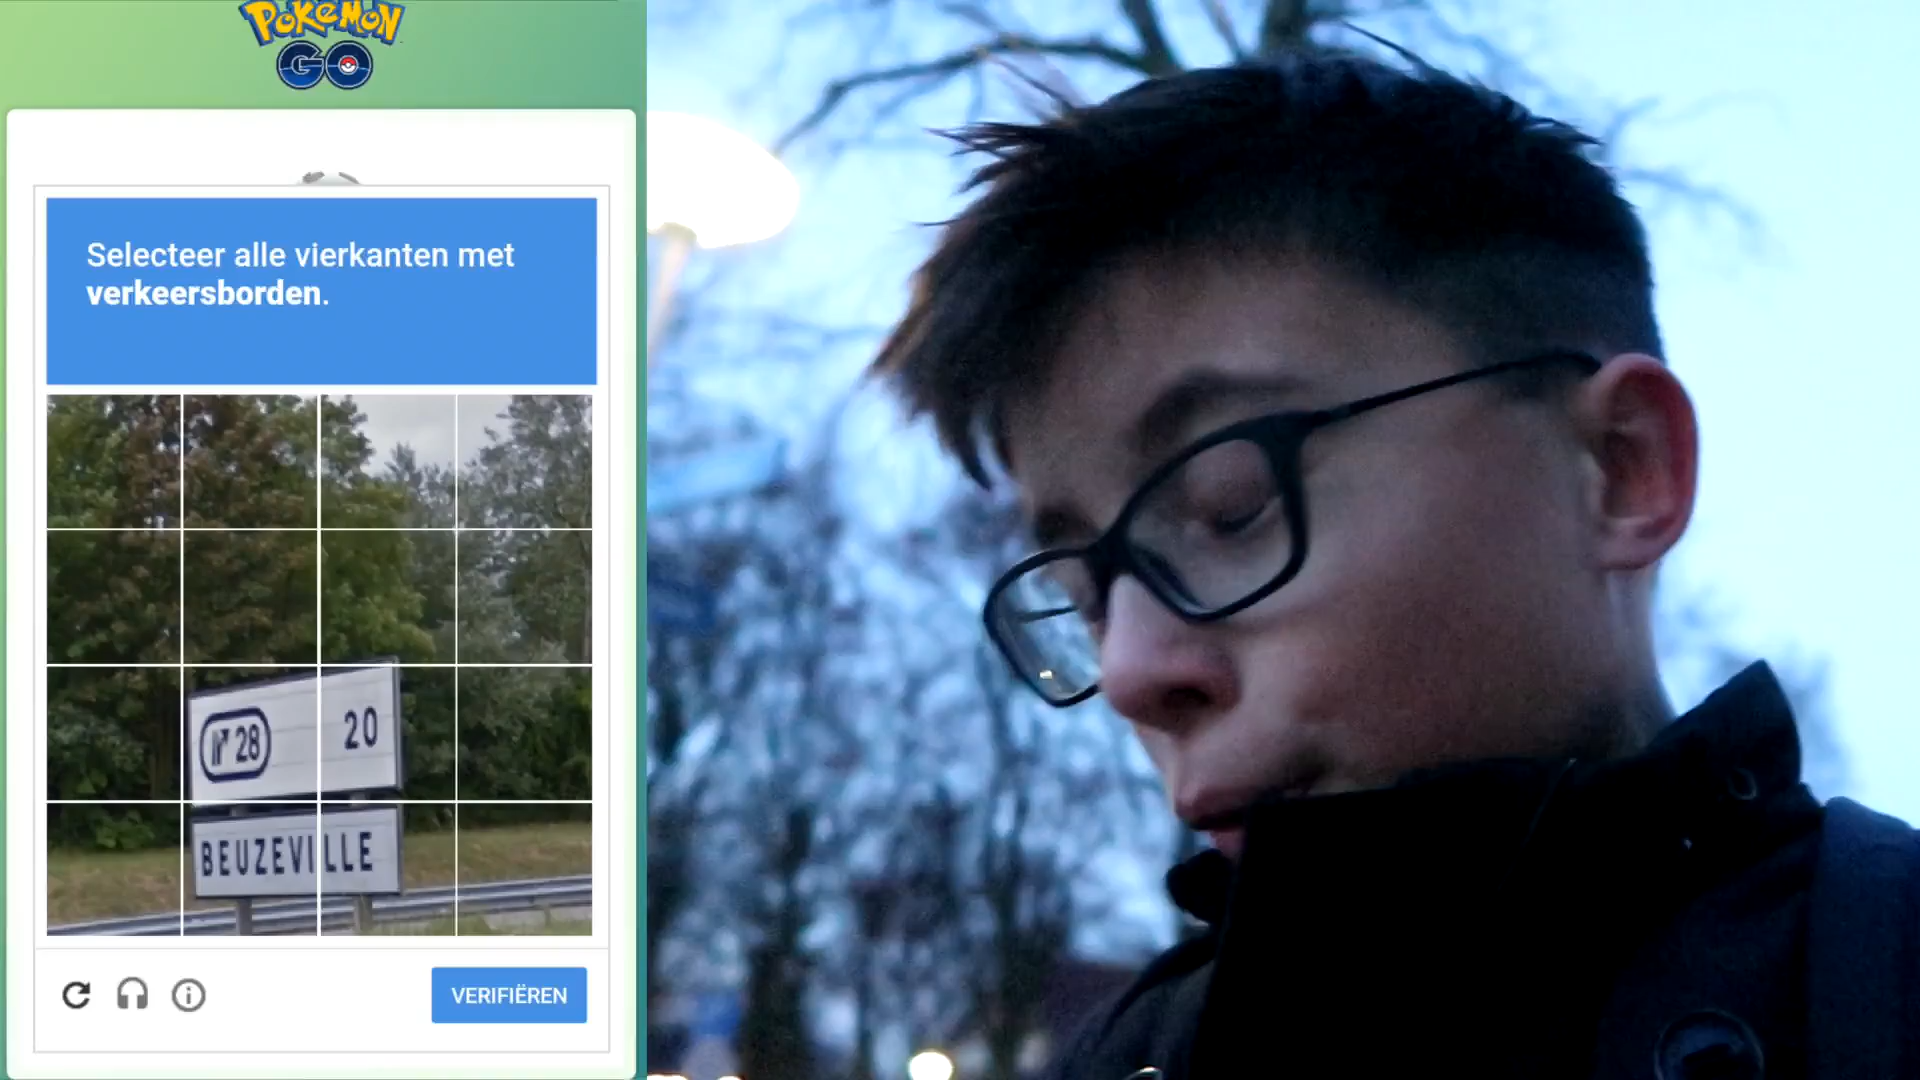 POKéMON
GO
Selecteer alle vierkanten met
verkeersborden.
28 20
BEUZEVILLE
VERIFIËREN